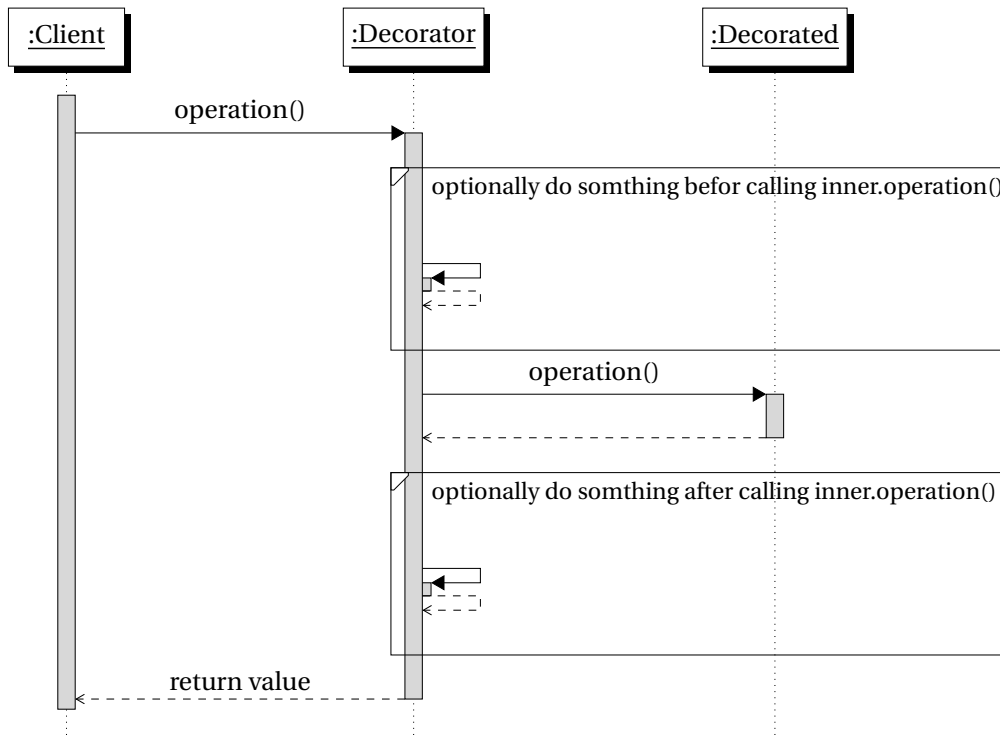 :Client
:Decorator
:Decorated
operation()
optionally do somthing befor calling inner.operation()
operation()
optionally do somthing after calling inner.operation()
return value